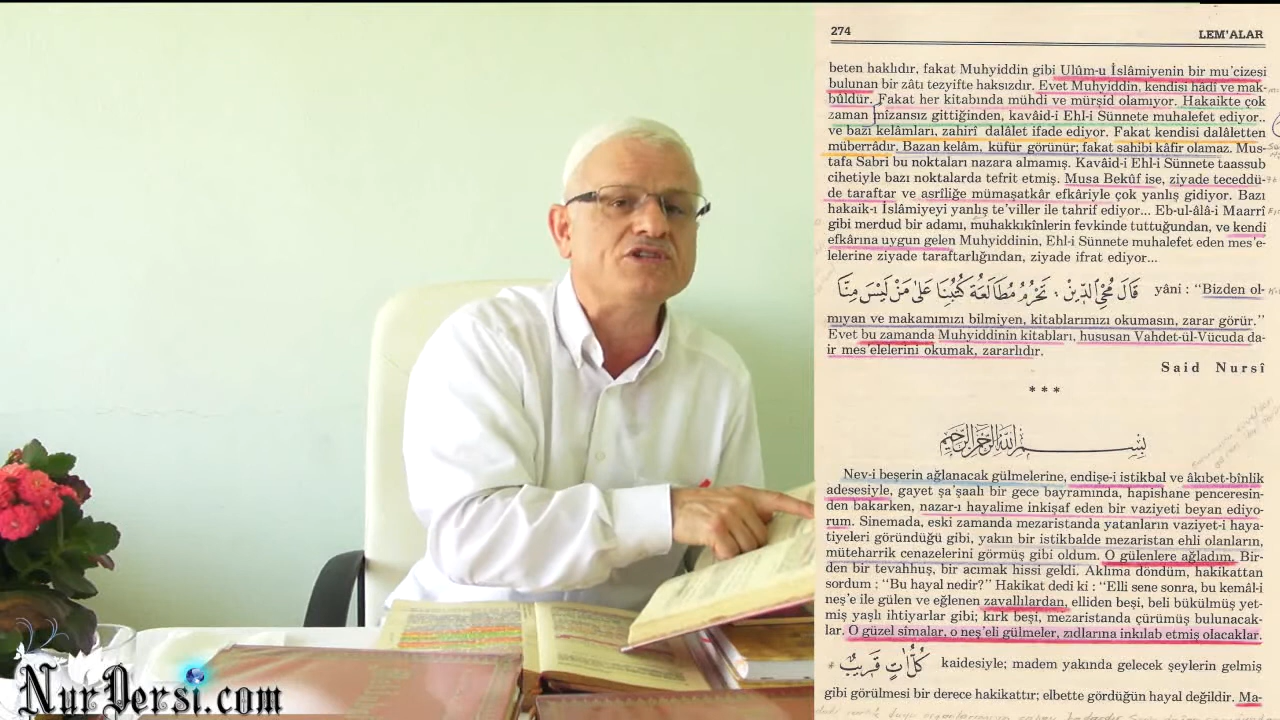 274
LEM'ALAR
beten haklıdır, fakat Muhyiddin gibi Ulûm-u İslâmiyenin bir mu'cizesi
bulunan bir zâtı tezyifte haksızdır. Evet Muhyiddin, kendisi hâdî ve mak-
bûldür. Fakat her kitabında mühdi ve mürşid olamıyor. Hakaikte çok
zaman mizansız gittiğinden, kavâid-i Ehl-i Sünnete muhalefet ediyor..
ve bazı kelâmları, zahirî dalâlet ifade ediyor. Fakat kendisi dalâletten
müberrâdır. Bazan kelâm, küfür görünür; fakat sahibi kâfir olamaz. Mus-
tafa Sabri bu noktaları nazara almamış. Kavâid-i Ehl-i Sünnete taassub
cihetiyle bazı noktalarda tefrit etmiş. Musa Bekûf ise, ziyade teceddü-
de taraftar ve asrîliğe mümaşatkâr efkâriyle çok yanlış gidiyor. Bazı
hakaik-ı İslâmiyeyi yanlış te'viller ile tahrif ediyor... Eb-ul-âlâ-i Maarrî
gibi merdud bir adamı, muhakkıkînlerin fevkinde tuttuğundan, ve kendi
efkârına uygun gelen Muhyiddinin, Ehl-i Sünnete muhalefet eden mes'e-
lelerine ziyade taraftarlığından, ziyade ifrat ediyor...
قَالَ مُحْيِي الدِّينِ . تَحْرُمُ مُطَالَعَةُ كُتُبِنَا عَلَى مَنْ لَيْسَ مِنَّا yâni : "Bizden ol-
mıyan ve makamımızı bilmiyen, kitablarımızı okumasın, zarar görür."
Evet bu zamanda Muhyiddinin kitabları, hususan Vahdet-ül-Vücuda da-
ir mes'elelerini okumak, zararlıdır.
Said Nursî
* * *
بِسْمِ اللّٰهِ الرَّحْمٰنِ الرَّحِيمِ
Nev-i beşerin ağlanacak gülmelerine, endişe-i istikbal ve âkıbet-bînlik
adesesiyle, gayet şa'şaalı bir gece bayramında, hapishane penceresin-
den bakarken, nazar-ı hayalime inkişaf eden bir vaziyeti beyan ediyo-
rum. Sinemada, eski zamanda mezaristanda yatanların vaziyet-i haya-
tiyeleri göründüğü gibi, yakın bir istikbalde mezaristan ehli olanların,
müteharrik cenazelerini görmüş gibi oldum. O gülenlere ağladım. Bir-
den bir tevahhuş, bir acımak hissi geldi. Aklıma döndüm, hakikattan
sordum : "Bu hayal nedir?" Hakikat dedi ki : "Elli sene sonra, bu kemâl-i
neş'e ile gülen ve eğlenen zavallılardan, elliden beşi, beli bükülmüş yet-
miş yaşlı ihtiyarlar gibi; kırk beşi, mezaristanda çürümüş bulunacak-
lar. O güzel simalar, o neş'eli gülmeler, zıdlarına inkılab etmiş olacaklar.
كُلُّ اٰتٍ قَرِيبٌ kaidesiyle; madem yakında gelecek şeylerin gelmiş
gibi görülmesi bir derece hakikattır; elbette gördüğün hayal değildir. Ma-
NurDersi.com